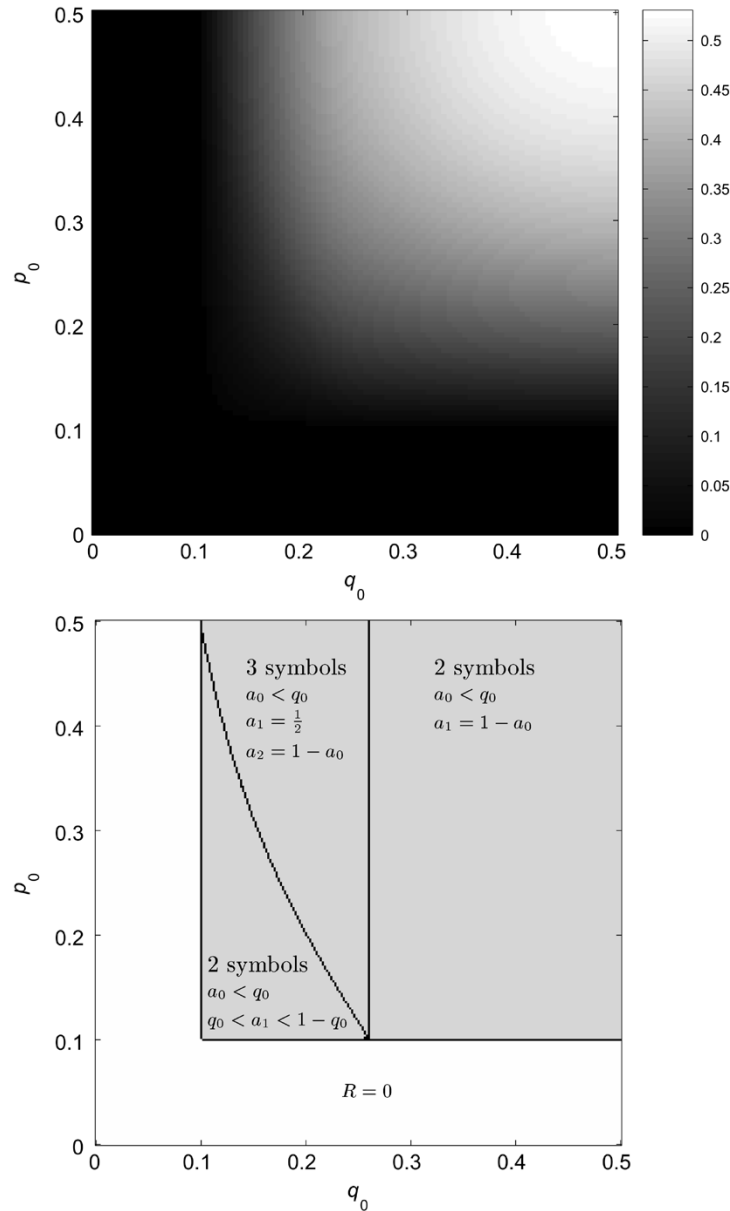 0.5
0.4
0.3
0.2
0.1
0
p₀
0 0.1 0.2 0.3 0.4 0.5
q₀
0.5
0.45
0.4
0.35
0.3
0.25
0.2
0.15
0.1
0.05
0
0.5
0.4
0.3
0.2
0.1
0
p₀
3 symbols
a₀ < q₀
a₁ = ½
a₂ = 1 − a₀
2 symbols
a₀ < q₀
a₁ = 1 − a₀
2 symbols
a₀ < q₀
q₀ < a₁ < 1 − q₀
R = 0
0 0.1 0.2 0.3 0.4 0.5
q₀